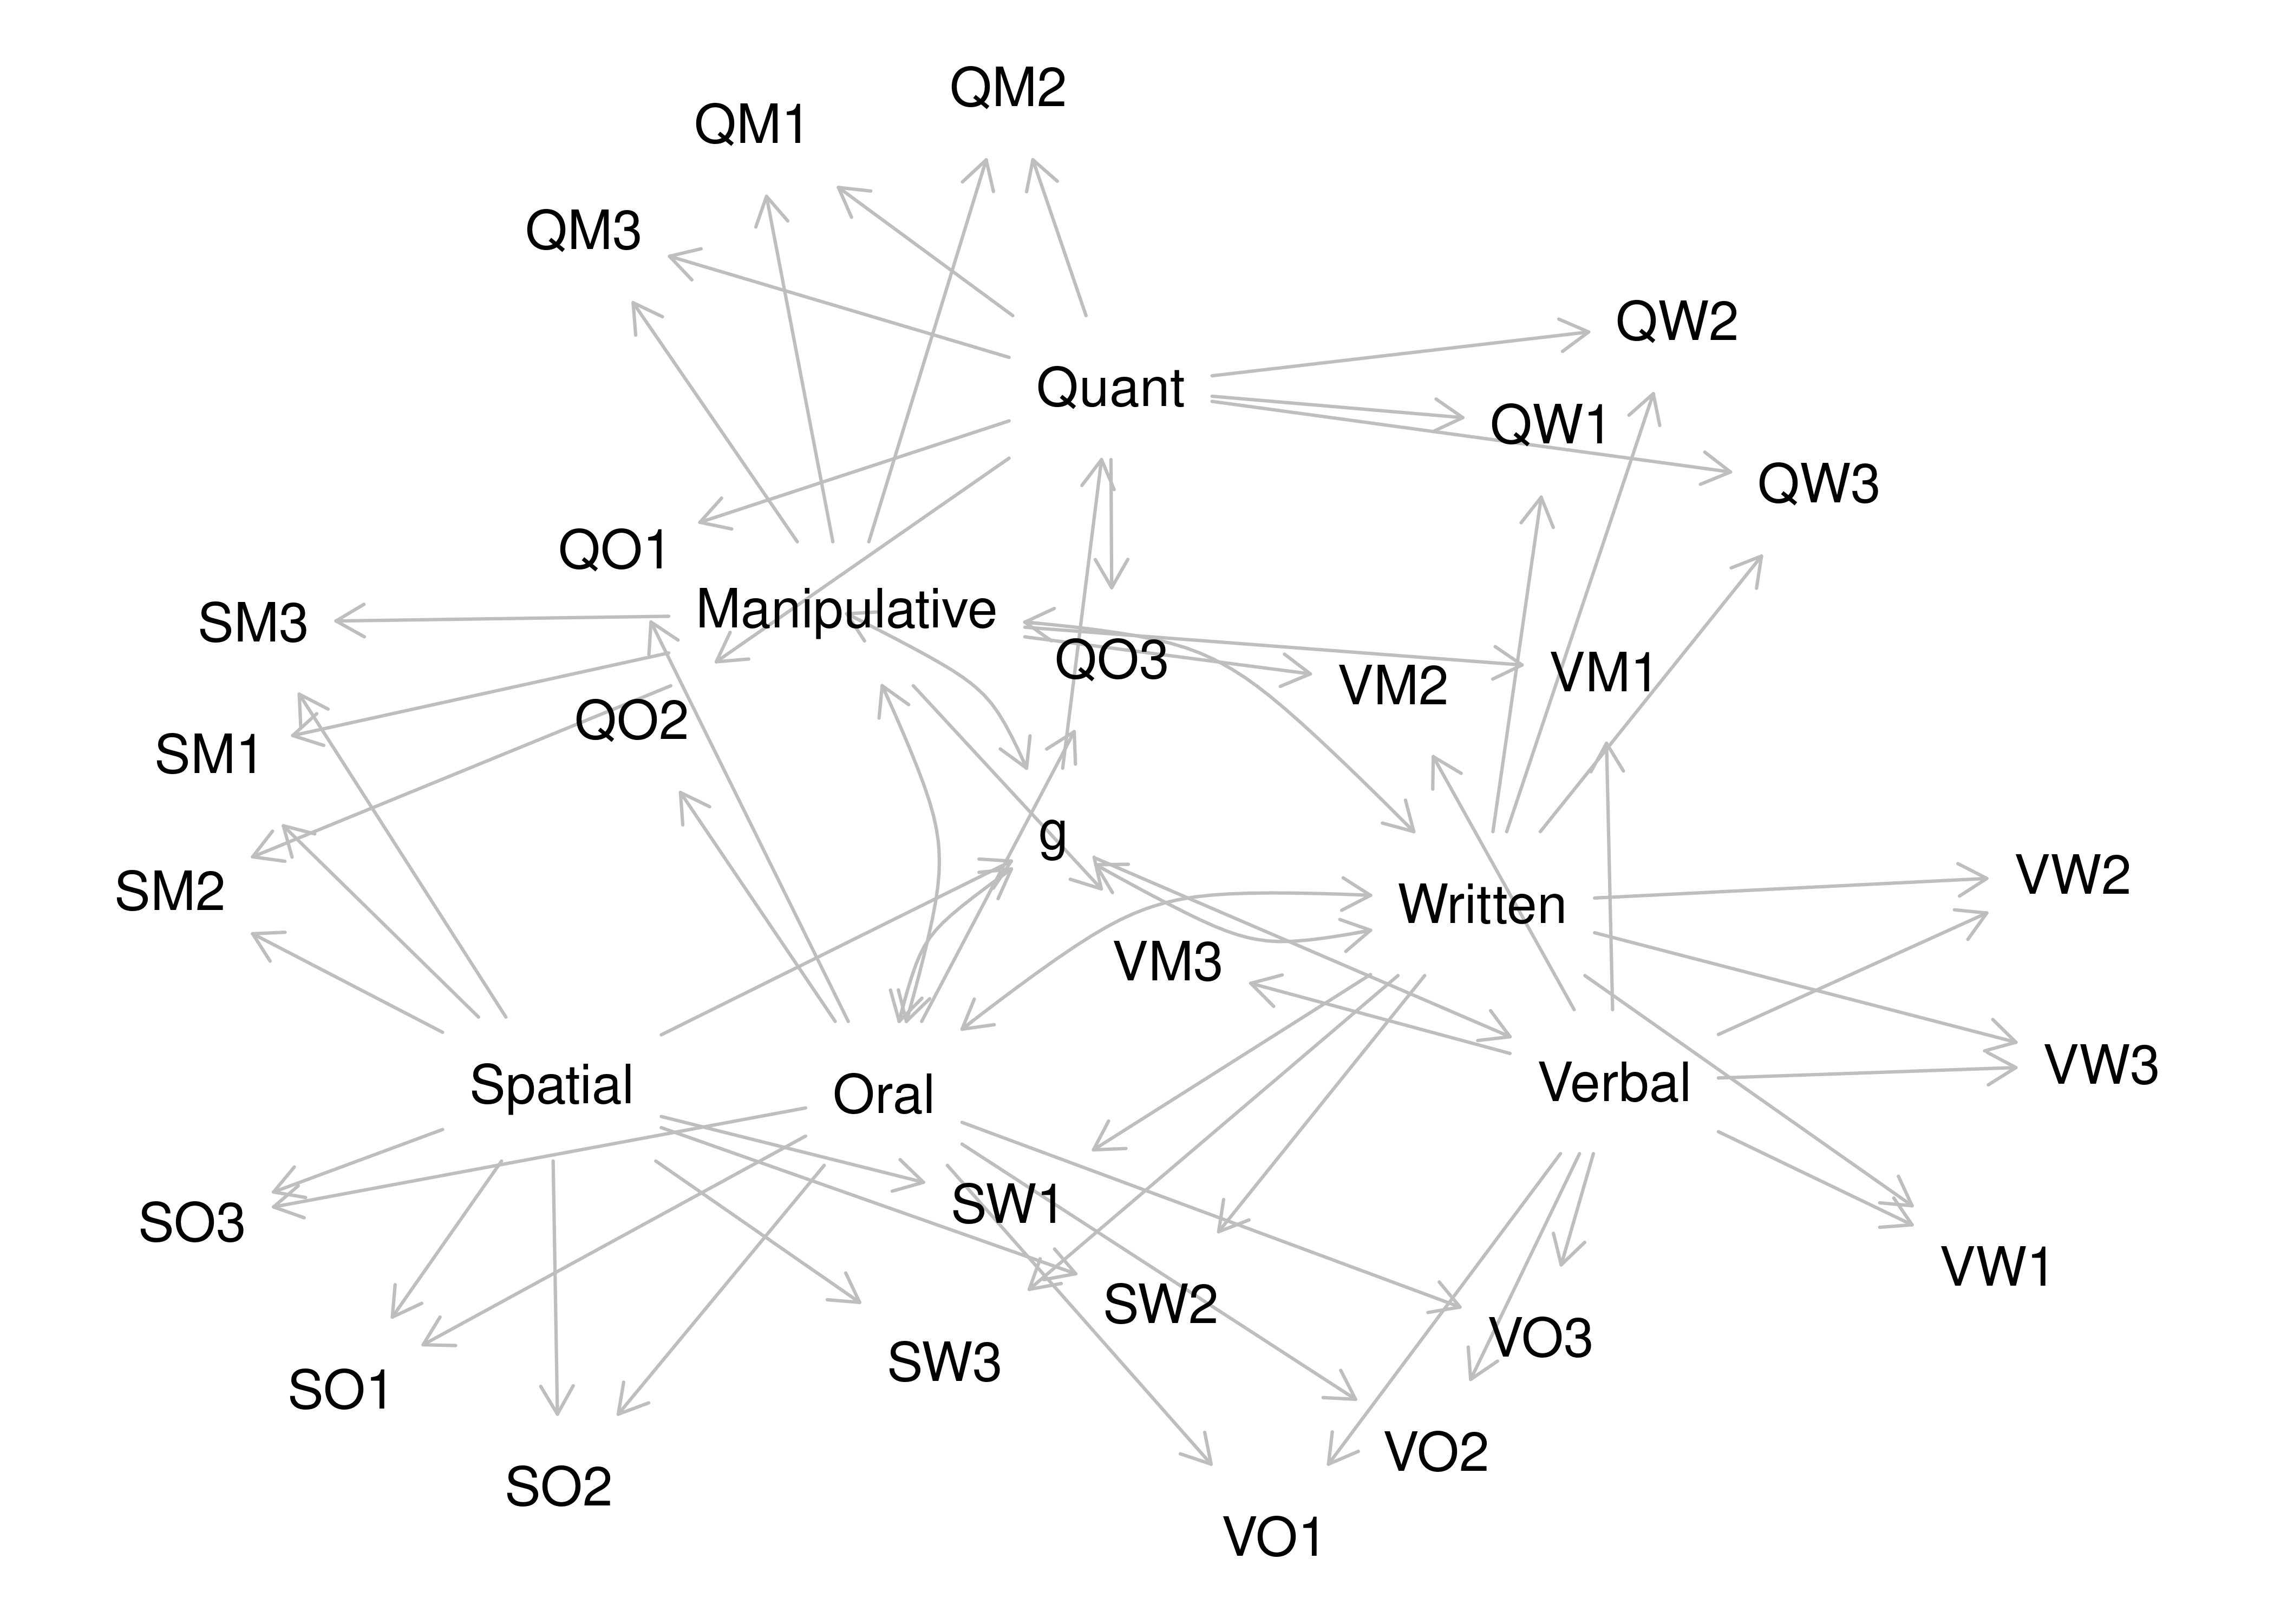 QM2
QM1
QM3
QW2
Quant
QW1
QW3
QO1
Manipulative
SM3
QO3
VM1
VM2
QO2
SM1
g
VW2
SM2
Written
VM3
VW3
Verbal
Spatial
Oral
SW1
SO3
VW1
SW2
VO3
SW3
SO1
VO2
SO2
VO1